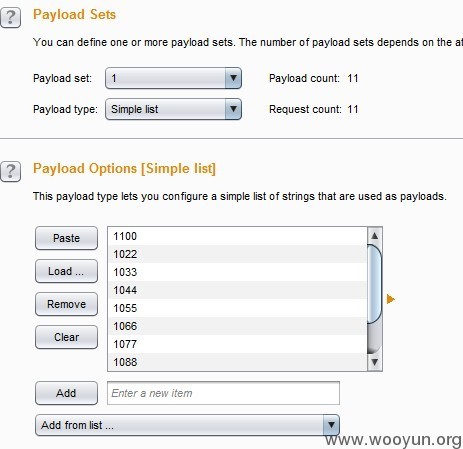 Payload Sets
You can define one or more payload sets. The number of payload sets depends on the at
Payload set: 1 Payload count: 11
Payload type: Simple list Request count: 11
Payload Options [Simple list]
This payload type lets you configure a simple list of strings that are used as payloads.
Paste
Load ...
Remove
Clear
1100
1022
1033
1044
1055
1066
1077
1088
Add Enter a new item
Add from list ...
www.wooyun.org